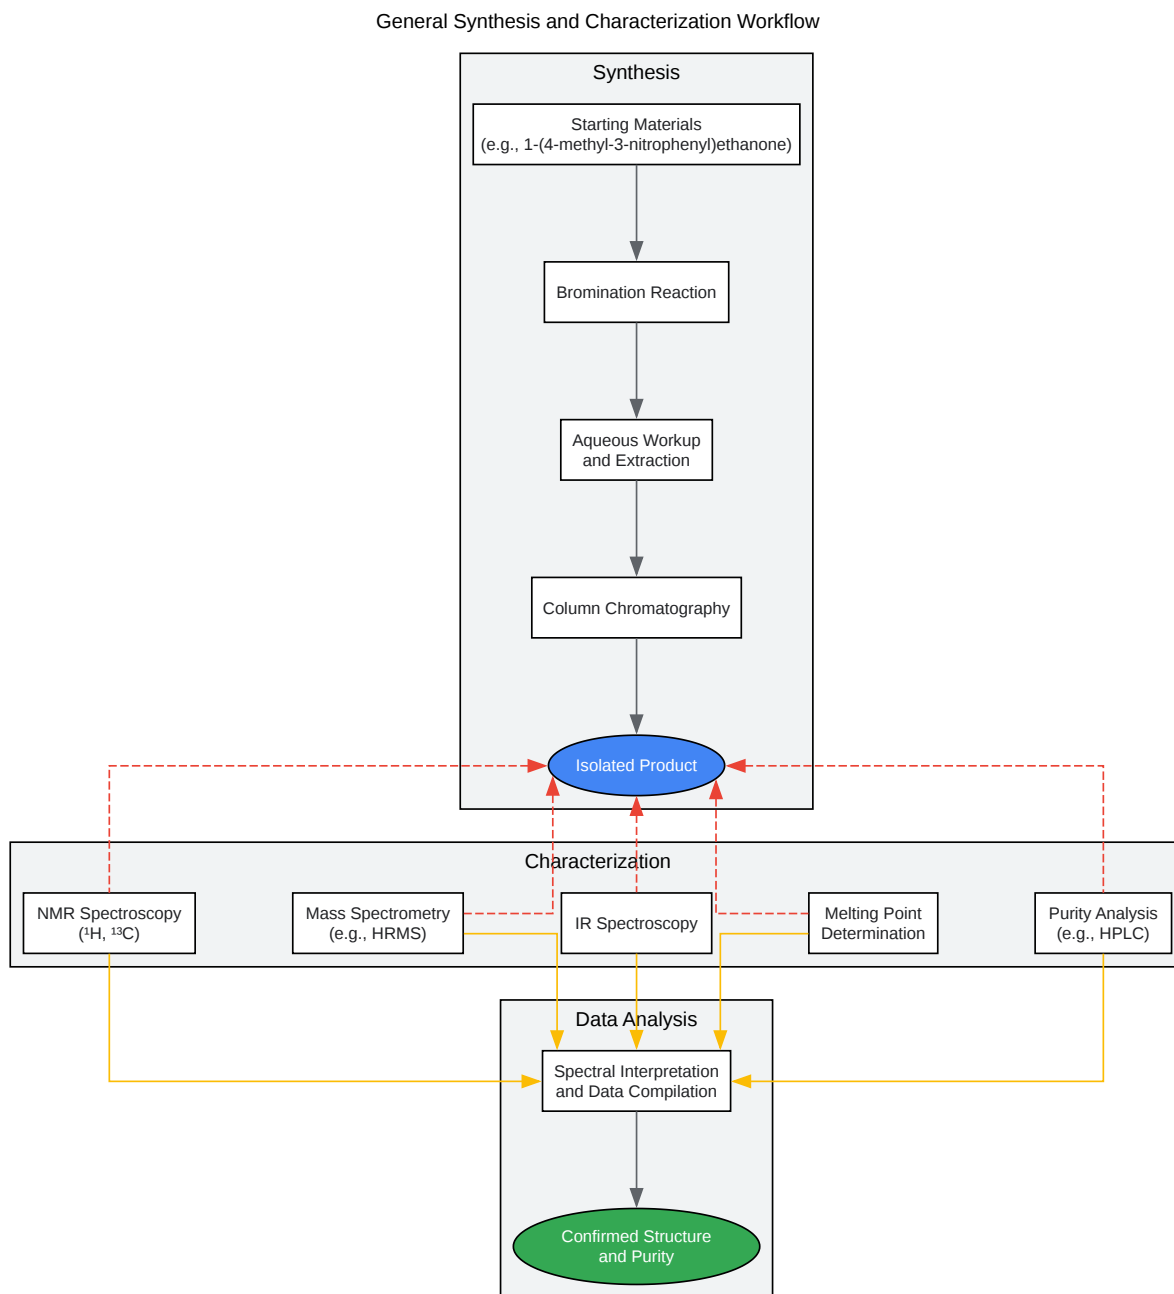 General Synthesis and Characterization Workflow
Synthesis
Starting Materials
(e.g., 1-(4-methyl-3-nitrophenyl)ethanone)
Bromination Reaction
Aqueous Workup
and Extraction
Column Chromatography
Isolated Product
Characterization
NMR Spectroscopy
(¹H, ¹³C)
Mass Spectrometry
(e.g., HRMS)
IR Spectroscopy
Melting Point
Determination
Purity Analysis
(e.g., HPLC)
Data Analysis
Spectral Interpretation
and Data Compilation
Confirmed Structure
and Purity